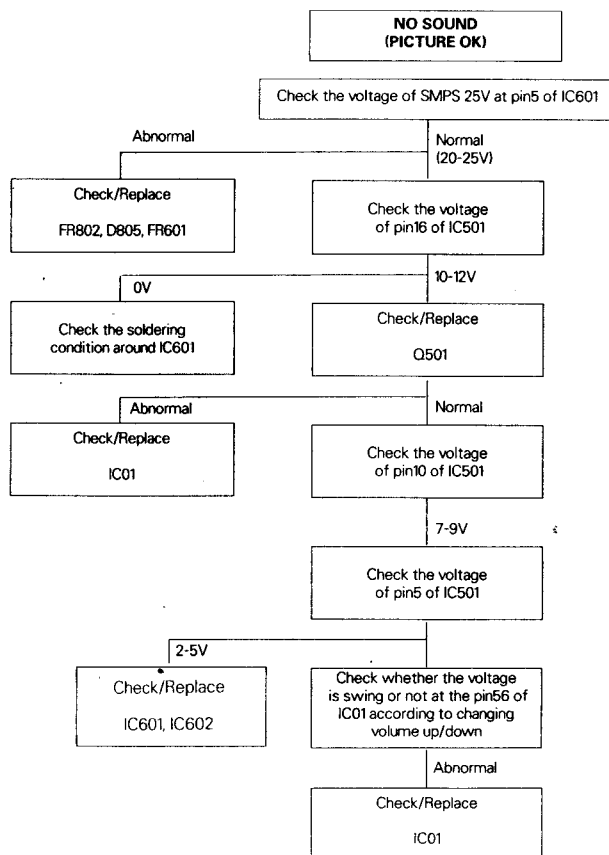 NO SOUND
(PICTURE OK)
Check the voltage of SMPS 25V at pin5 of IC601
Abnormal
Normal
(20-25V)
Check/Replace
FR802, D805, FR601
Check the voltage
of pin16 of IC501
0V
10-12V
Check the soldering
condition around IC601
Check/Replace
Q501
Abnormal
Normal
Check/Replace
IC01
Check the voltage
of pin10 of IC501
7-9V
Check the voltage
of pin5 of IC501
2-5V
Check/Replace
IC601, IC602
Check whether the voltage
is swing or not at the pin56 of
IC01 according to changing
volume up/down
Abnormal
Check/Replace
iC01